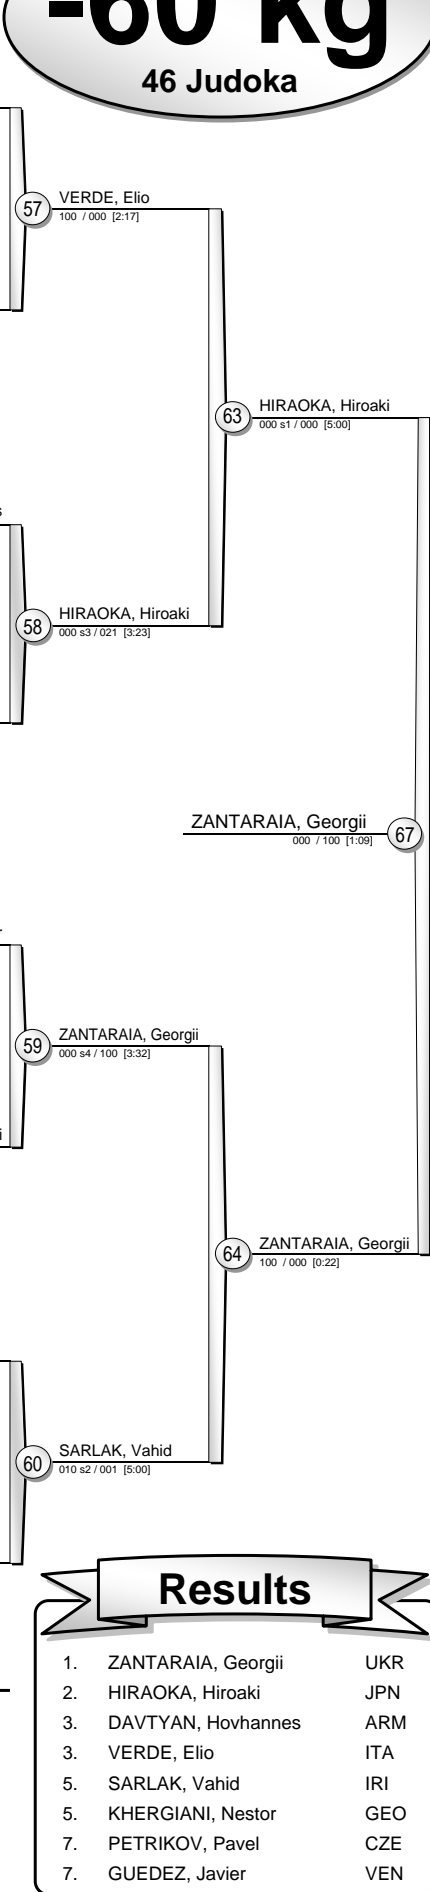 -60 kg
46 Judoka
57
VERDE, Elio
100 / 000 [2:17]
63
HIRAOKA, Hiroaki
000 s1 / 000 [5:00]
58
HIRAOKA, Hiroaki
000 s3 / 021 [3:23]
ZANTARAIA, Georgii
000 / 100 [1:09]
67
59
ZANTARAIA, Georgii
000 s4 / 100 [3:32]
64
ZANTARAIA, Georgii
100 / 000 [0:22]
60
SARLAK, Vahid
010 s2 / 001 [5:00]
Results
1. ZANTARAIA, Georgii UKR
2. HIRAOKA, Hiroaki JPN
3. DAVTYAN, Hovhannes ARM
3. VERDE, Elio ITA
5. SARLAK, Vahid IRI
5. KHERGIANI, Nestor GEO
7. PETRIKOV, Pavel CZE
7. GUEDEZ, Javier VEN